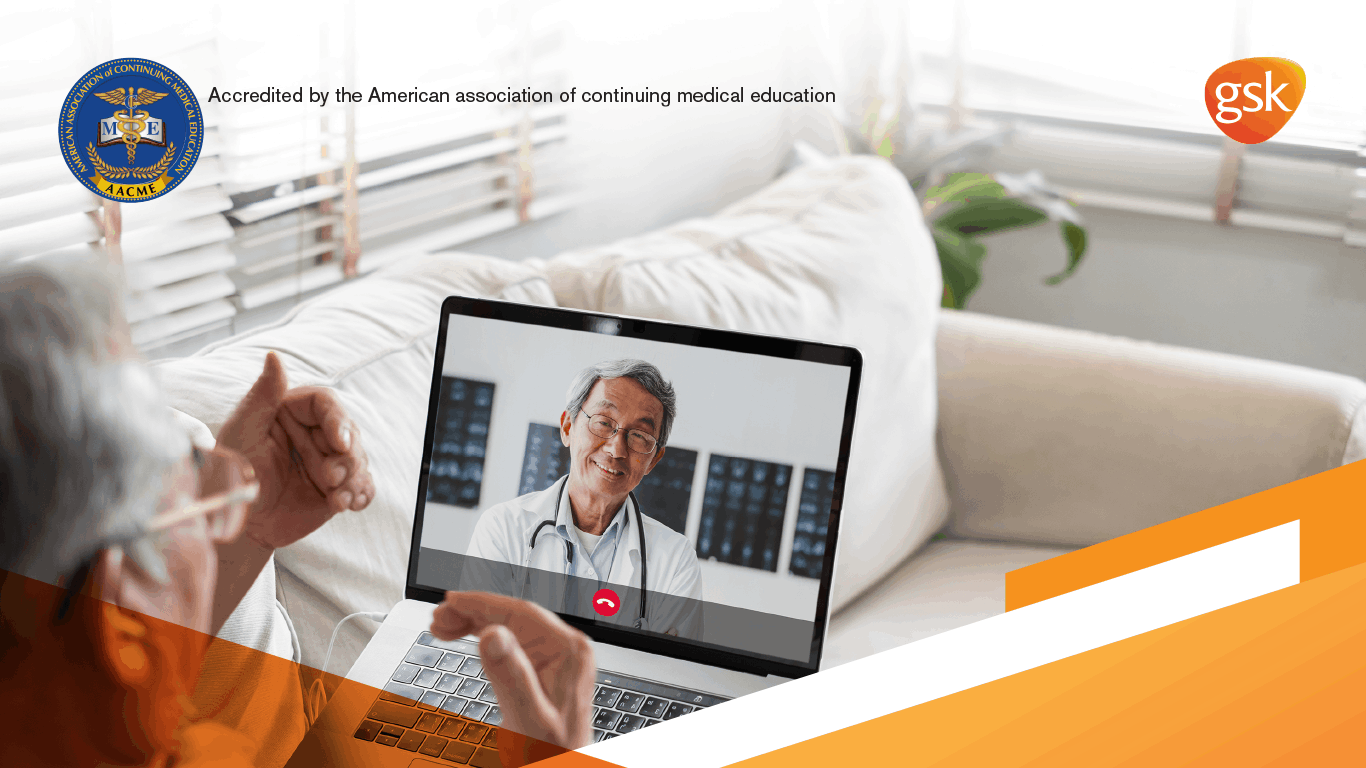 AMERICAN ASSOCIATION of CONTINUING MEDICAL EDUCATION
M E
AACME
Accredited by the American association of continuing medical education
gsk